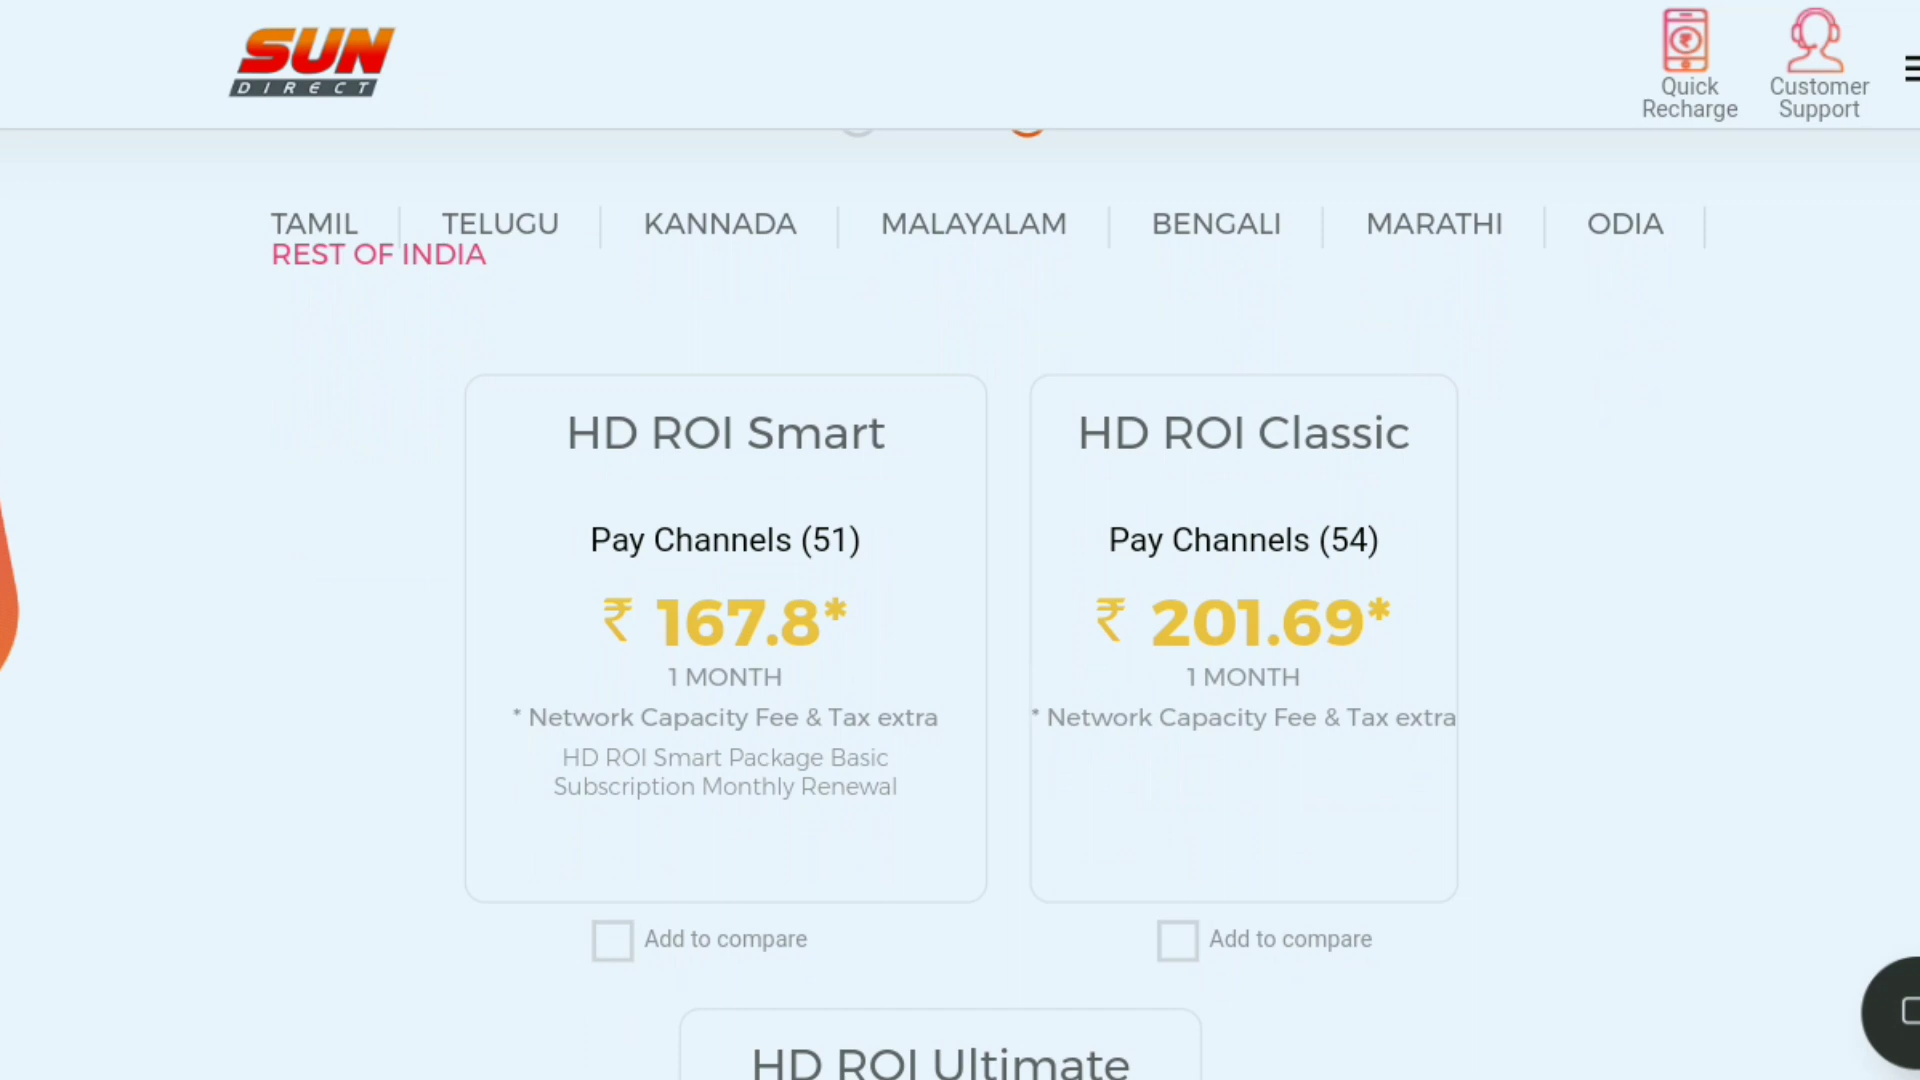 SUN
DIRECT
Quick
Recharge
Customer
Support
TAMIL
TELUGU
KANNADA
MALAYALAM
BENGALI
MARATHI
ODIA
REST OF INDIA
HD ROI Smart
Pay Channels (51)
₹ 167.8*
1 MONTH
* Network Capacity Fee & Tax extra
HD ROI Smart Package Basic
Subscription Monthly Renewal
Add to compare
HD ROI Classic
Pay Channels (54)
₹ 201.69*
1 MONTH
* Network Capacity Fee & Tax extra
Add to compare
HD ROI Ultimate